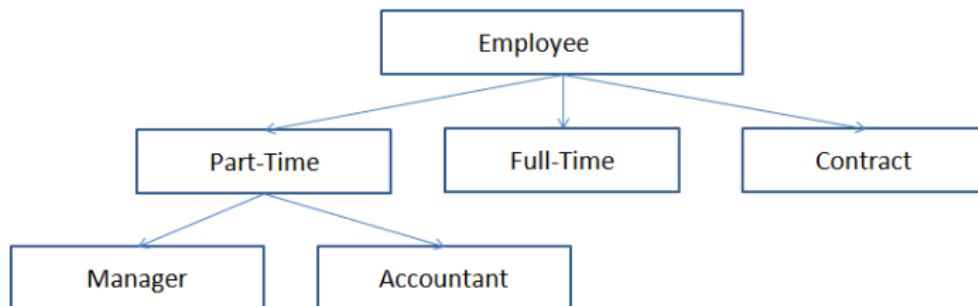 Employee
Part-Time
Full-Time
Contract
Manager
Accountant